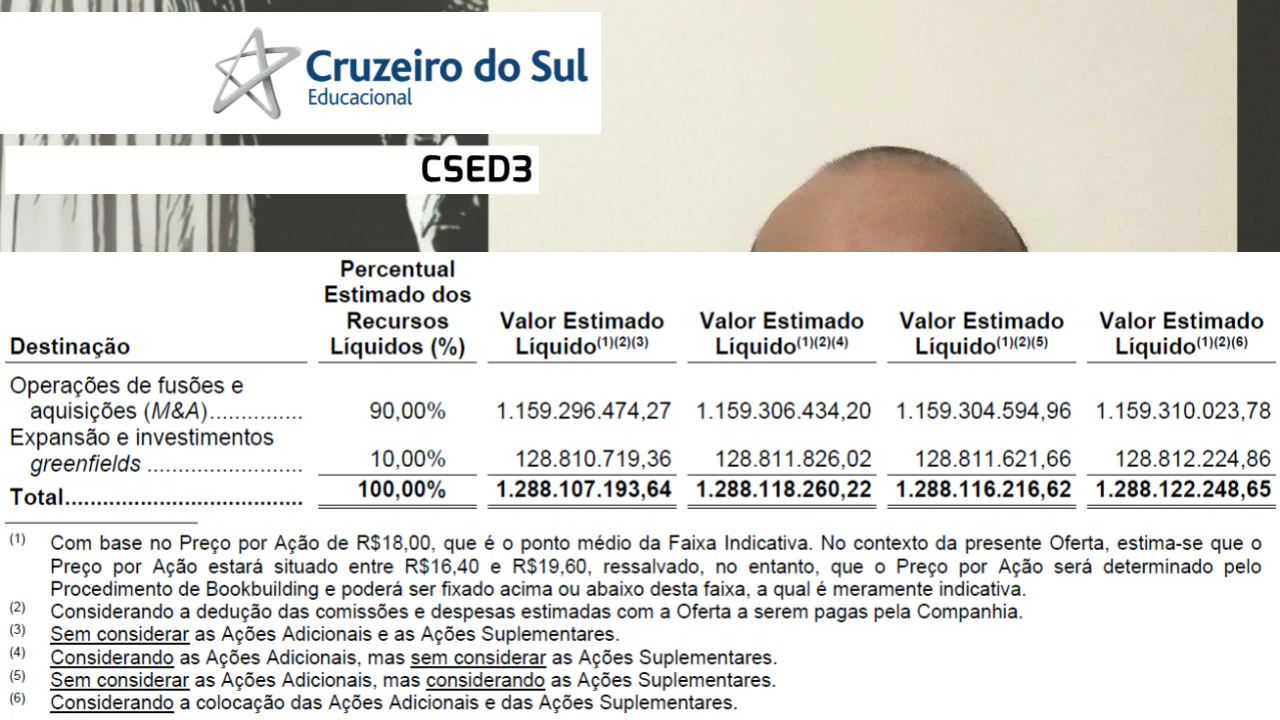 Cruzeiro do Sul
Educacional
CSED3
Destinação Percentual Estimado dos Recursos Líquidos (%) Valor Estimado Líquido(1)(2)(3) Valor Estimado Líquido(1)(2)(4) Valor Estimado Líquido(1)(2)(5) Valor Estimado Líquido(1)(2)(6)
Operações de fusões e
aquisições (M&A)............... 90,00% 1.159.296.474,27 1.159.306.434,20 1.159.304.594,96 1.159.310.023,78
Expansão e investimentos
greenfields .......................... 10,00% 128.810.719,36 128.811.826,02 128.811.621,66 128.812.224,86
Total.................................. 100,00% 1.288.107.193,64 1.288.118.260,22 1.288.116.216,62 1.288.122.248,65
(1) Com base no Preço por Ação de R$18,00, que é o ponto médio da Faixa Indicativa. No contexto da presente Oferta, estima-se que o
Preço por Ação estará situado entre R$16,40 e R$19,60, ressalvado, no entanto, que o Preço por Ação será determinado pelo
Procedimento de Bookbuilding e poderá ser fixado acima ou abaixo desta faixa, a qual é meramente indicativa.
(2) Considerando a dedução das comissões e despesas estimadas com a Oferta a serem pagas pela Companhia.
(3) Sem considerar as Ações Adicionais e as Ações Suplementares.
(4) Considerando as Ações Adicionais, mas sem considerar as Ações Suplementares.
(5) Sem considerar as Ações Adicionais, mas considerando as Ações Suplementares.
(6) Considerando a colocação das Ações Adicionais e das Ações Suplementares.